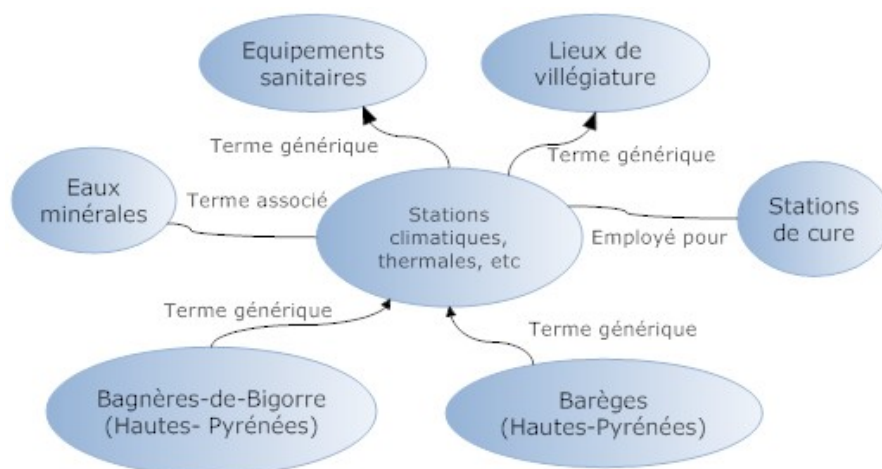 Equipements
sanitaires
Lieux de
villégiature
Terme générique
Terme générique
Eaux
minérales
Terme associé
Stations
climatiques,
thermales, etc
Employé pour
Stations
de cure
Terme générique
Terme générique
Bagnères-de-Bigorre
(Hautes- Pyrénées)
Barèges
(Hautes-Pyrénées)